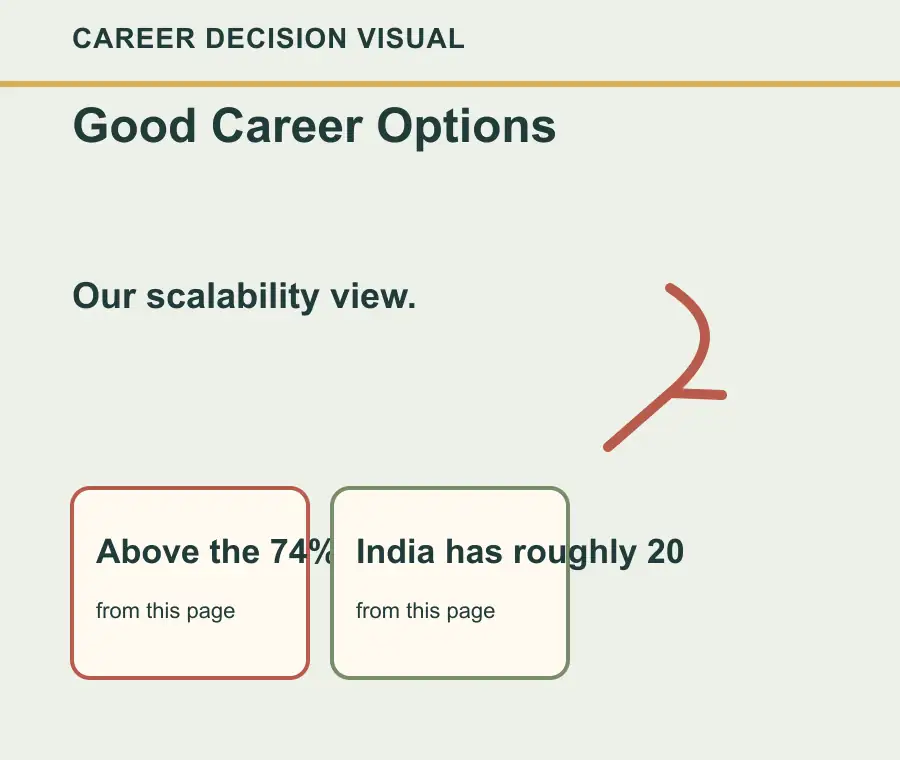 CAREER DECISION VISUAL
Good Career Options
Our scalability view.
Above the 74%
from this page
India has roughly 20
from this page